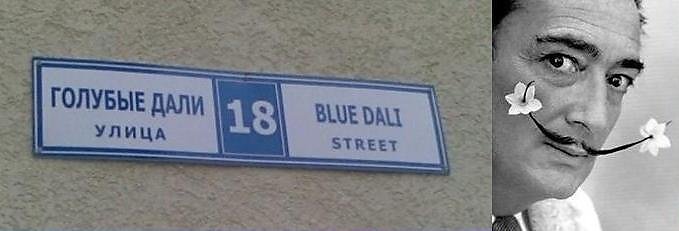 ГОЛУБЫЕ ДАЛИ
УЛИЦА
18
BLUE DALI
STREET